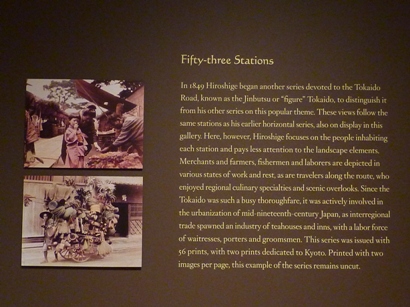 Fifty-three Stations
In 1849 Hiroshige began another series devoted to the Tokaido
Road, known as the Jinbutsu or "figure" Tokaido, to distinguish it
from his other series on this popular theme. These views follow the
same stations as his earlier horizontal series, also on display in this
gallery. Here, however, Hiroshige focuses on the people inhabiting
each station and pays less attention to the landscape elements.
Merchants and farmers, fishermen and laborers are depicted in
various states of work and rest, as are travelers along the route, who
enjoyed regional culinary specialties and scenic overlooks. Since the
Tokaido was such a busy thoroughfare, it was actively involved in
the urbanization of mid-nineteenth-century Japan, as interregional
trade spawned an industry of teahouses and inns, with a labor force
of waitresses, porters and groomsmen. This series was issued with
56 prints, with two prints dedicated to Kyoto. Printed with two
images per page, this example of the series remains uncut.